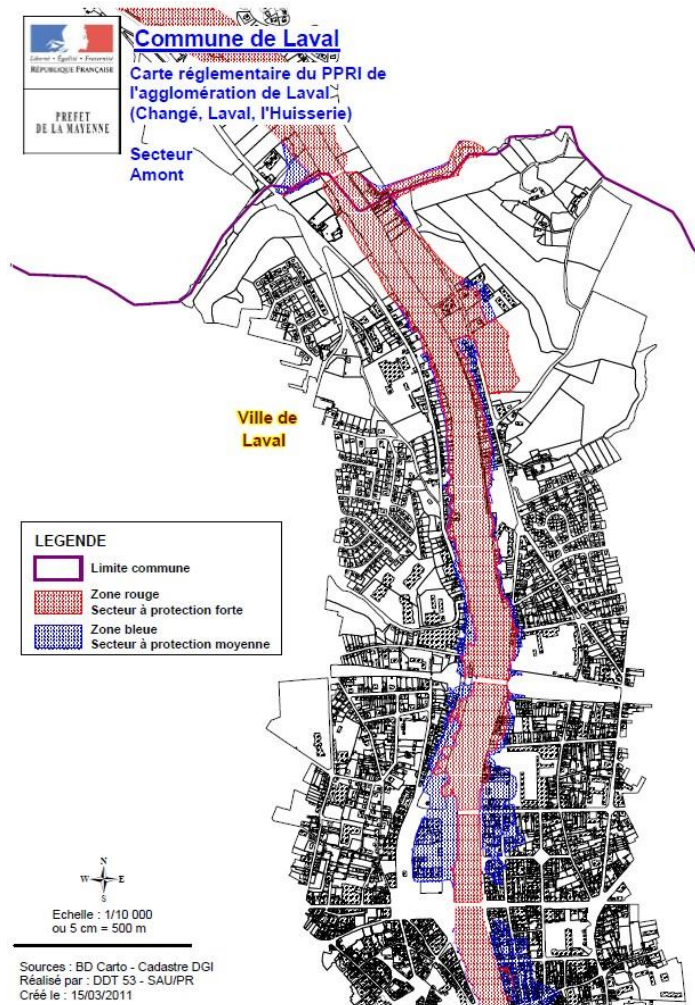 Liberté • Égalité • Fraternité
RÉPUBLIQUE FRANÇAISE
PREFET
DE LA MAYENNE
Commune de Laval
Carte réglementaire du PPRI de
l'agglomération de Laval
(Changé, Laval, l'Huisserie)
Secteur
Amont
Ville de
Laval
LEGENDE
Limite commune
Zone rouge
Secteur à protection forte
Zone bleue
Secteur à protection moyenne
N
W E
S
Echelle : 1/10 000
ou 5 cm = 500 m
Sources : BD Carto - Cadastre DGI
Réalisé par : DDT 53 - SAU/PR
Créé le : 15/03/2011